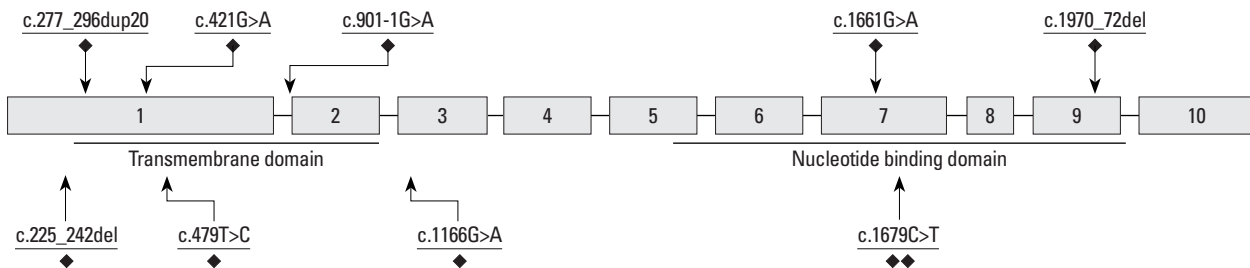 c.277_296dup20 c.421G>A c.901-1G>A c.1661G>A c.1970_72del
1 2 3 4 5 6 7 8 9 10
Transmembrane domain Nucleotide binding domain
c.225_242del c.479T>C c.1166G>A c.1679C>T